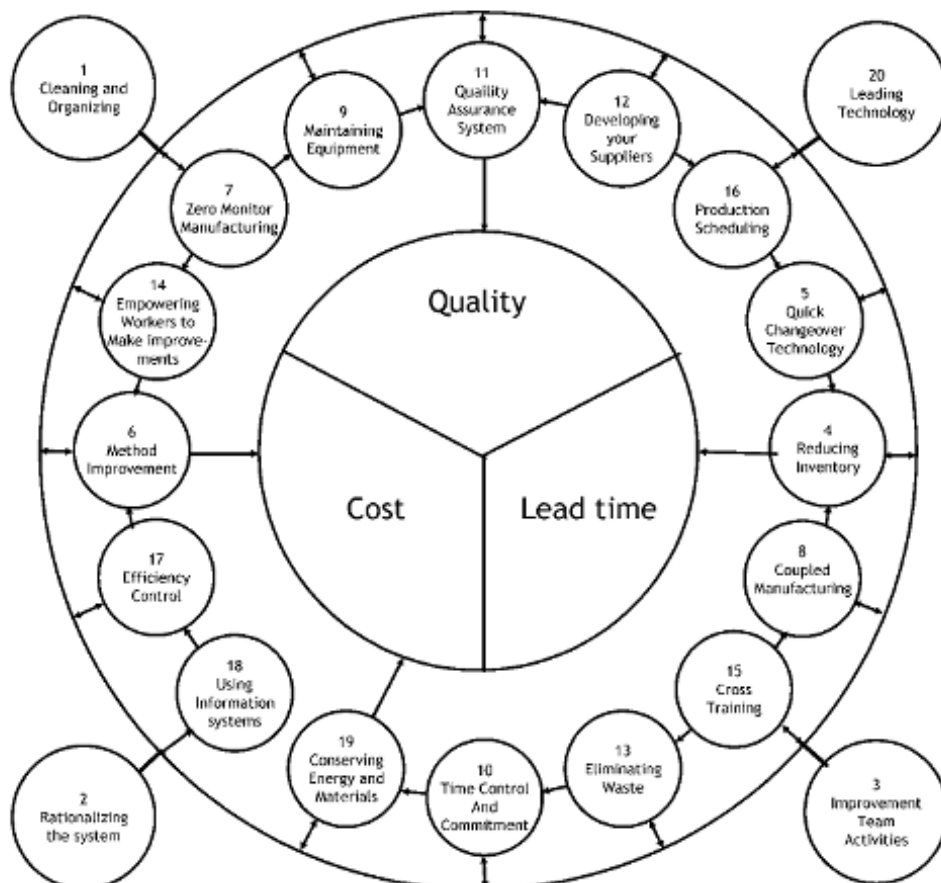 1
Cleaning and
Organizing
9
Maintaining
Equipment
11
Quaility
Assurance
System
12
Developing
your
Suppliers
20
Leading
Technology
7
Zero Monitor
Manufacturing
16
Production
Scheduling
14
Empowering
Workers to
Make improve-
ments
Quality
5
Quick
Changeover
Technology
6
Method
Improvement
4
Reducing
Inventory
Cost
Lead time
17
Efficiency
Control
8
Coupled
Manufacturing
18
Using
Information
systems
15
Cross
Training
19
Conserving
Energy and
Materials
10
Time Control
And
Commitment
13
Eliminating
Waste
2
Rationalizing
the system
3
Improvement
Team
Activities